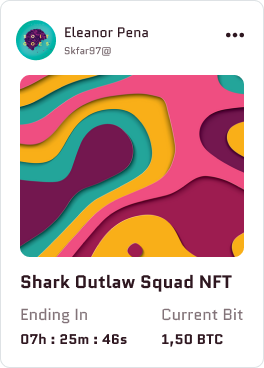 Eleanor Pena
Skfar97@
Shark Outlaw Squad NFT
Ending In
Current Bit
07h : 25m : 46s
1,50 BTC